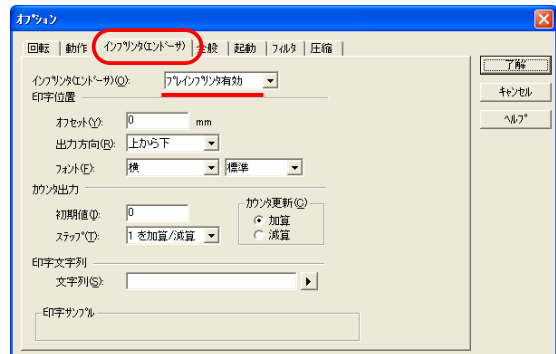 オプション
回転 動作 インプリンタ(エンドーサ) 全般 起動 フィルタ 圧縮
了解
キャンセル
ヘルプ
インプリンタ(エンドーサ)(O): プレインプリンタ有効
印字位置
オフセット(Y): 0 mm
出力方向(R): 上から下
フォント(F): 横 標準
カウンタ出力
初期値(I): 0
ステップ(T): 1 を加算/減算
カウンタ更新(C)
加算
減算
印字文字列
文字列(S):
印字サンプル